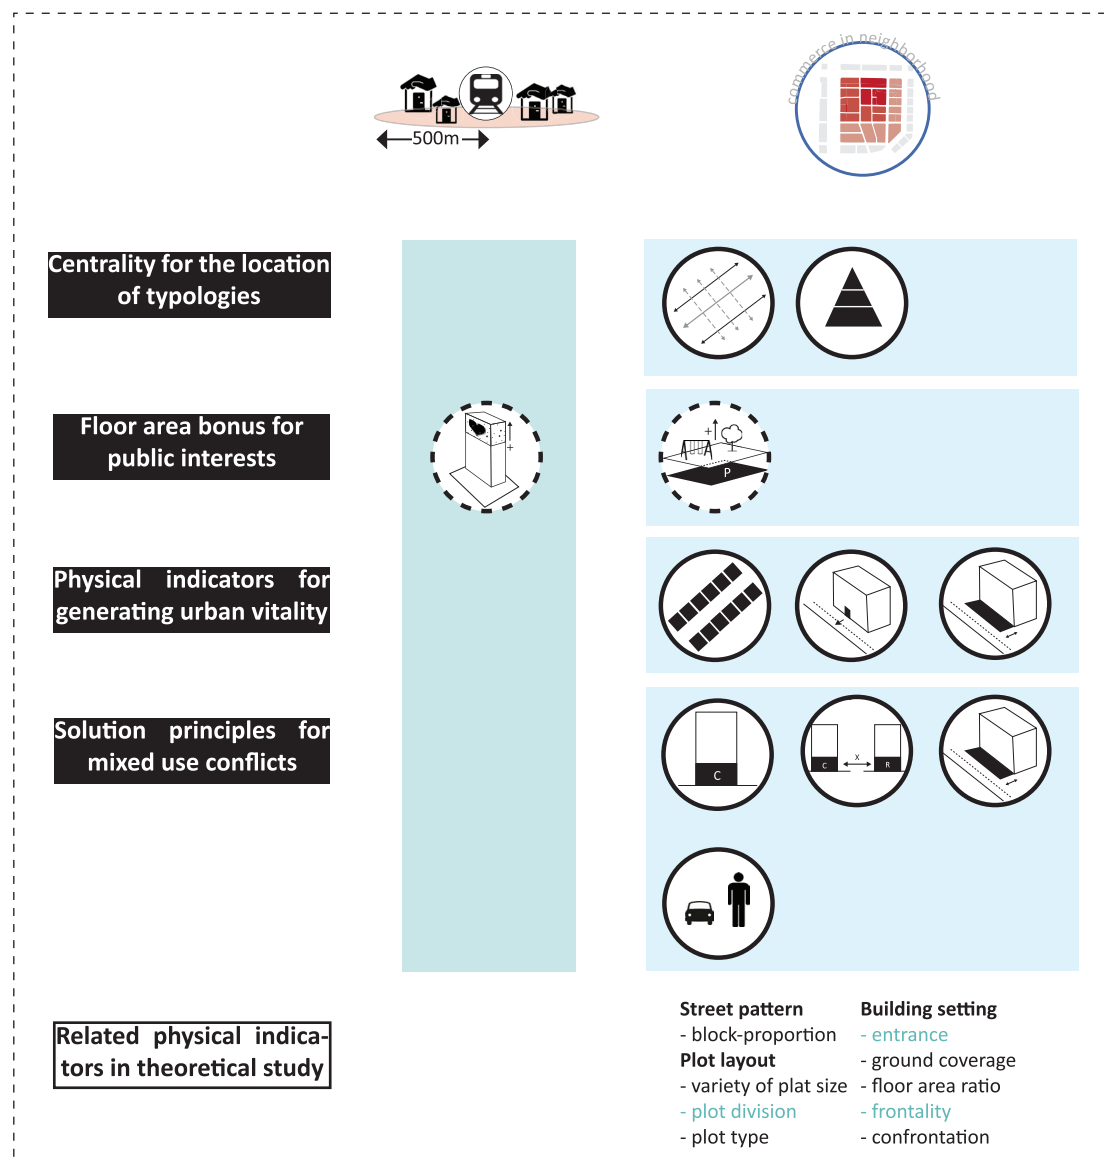 commerce in neighborhood
500m
Centrality for the location
of typologies
Floor area bonus for
public interests
+
+
P
Physical indicators for
generating urban vitality
Solution principles for
mixed use conflicts
C
C
X
R
Related physical indica-
tors in theoretical study
Street pattern
- block-proportion
Plot layout
- variety of plat size
- plot division
- plot type
Building setting
- entrance
- ground coverage
- floor area ratio
- frontality
- confrontation